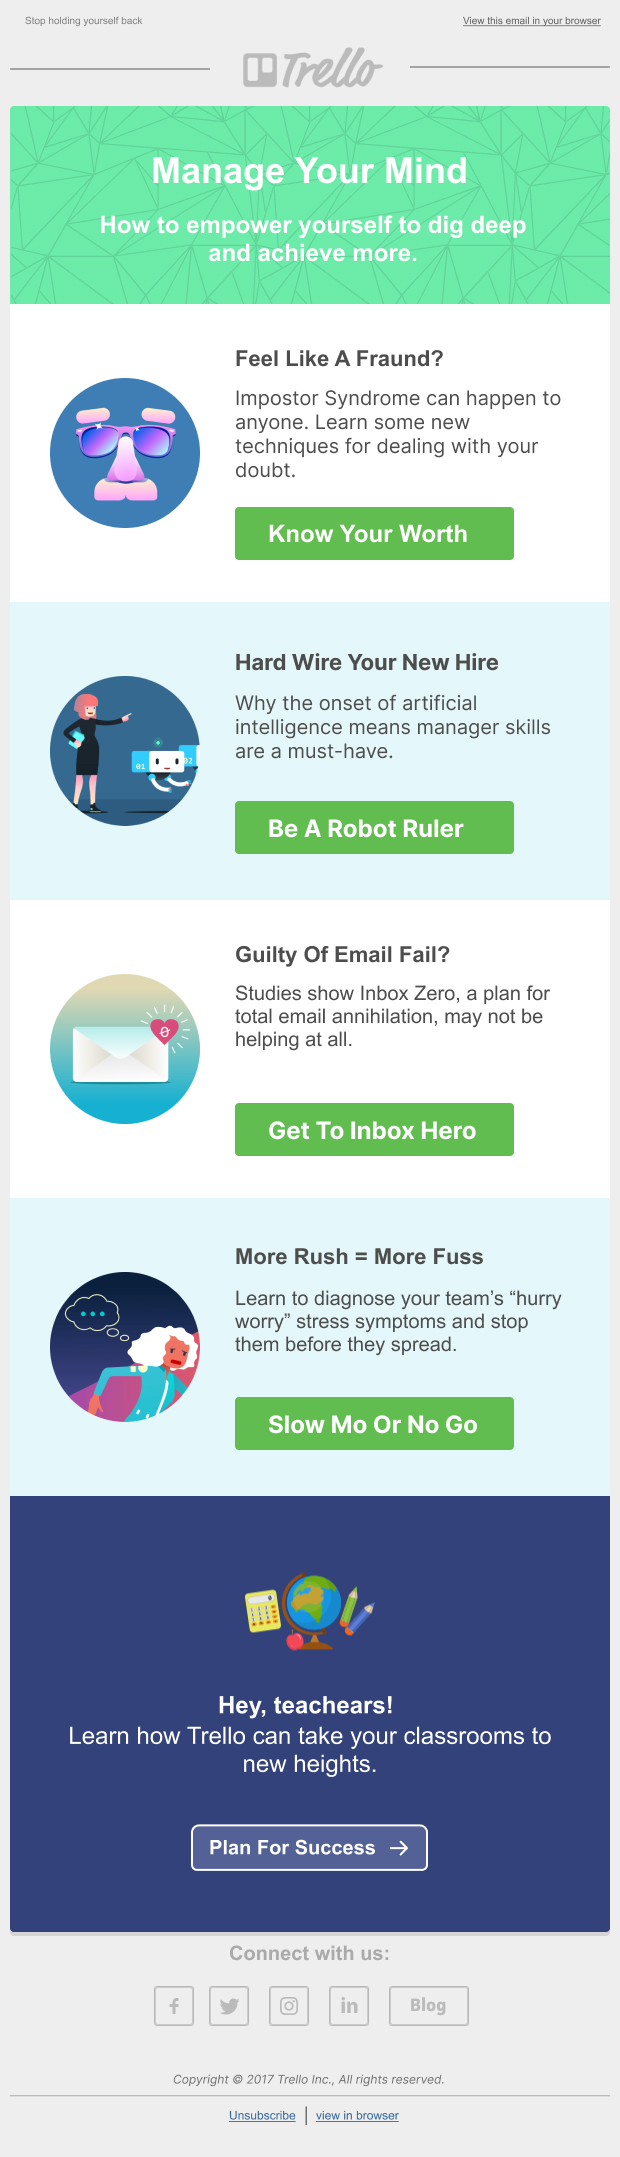 Stop holding yourself back
View this email in your browser
Trello
Manage Your Mind
How to empower yourself to dig deep
and achieve more.
Feel Like A Fraund?
Impostor Syndrome can happen to
anyone. Learn some new
techniques for dealing with your
doubt.
Know Your Worth
Hard Wire Your New Hire
Why the onset of artificial
intelligence means manager skills
are a must-have.
01
02
Be A Robot Ruler
Guilty Of Email Fail?
Studies show Inbox Zero, a plan for
total email annihilation, may not be
helping at all.
0
Get To Inbox Hero
More Rush = More Fuss
Learn to diagnose your team’s “hurry
worry” stress symptoms and stop
them before they spread.
Slow Mo Or No Go
Hey, teachears!
Learn how Trello can take your classrooms to
new heights.
Plan For Success →
Connect with us:
f in Blog
Copyright © 2017 Trello Inc., All rights reserved.
Unsubscribe | view in browser